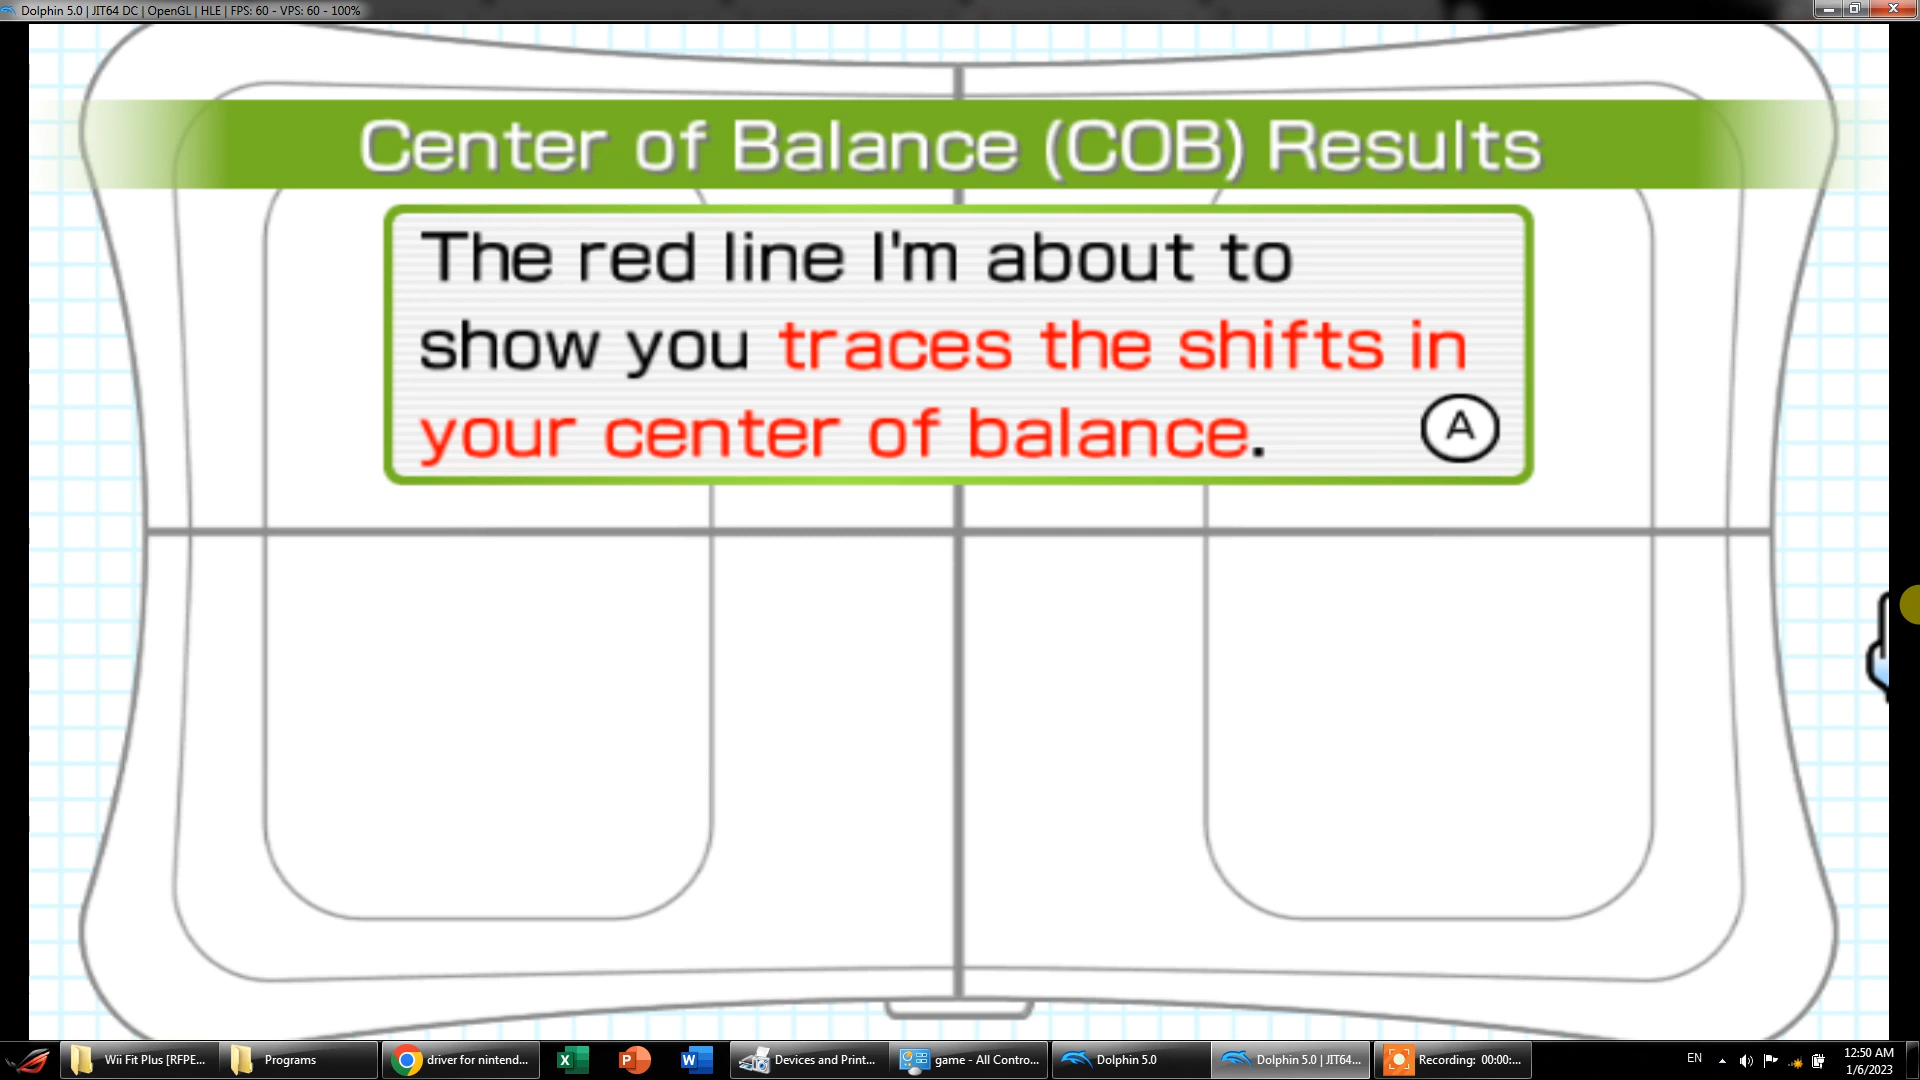 Dolphin 5.0 | JIT64 DC | OpenGL | HLE | FPS: 60 - VPS: 60 - 100%
Center of Balance (COB) Results
The red line I'm about to
show you traces the shifts in
your center of balance.
A
Wii Fit Plus [RFPE...
Programs
driver for nintend...
Devices and Print...
game - All Contro...
Dolphin 5.0
Dolphin 5.0 | JIT64...
Recording: 00:00:...
EN
12:50 AM
1/6/2023